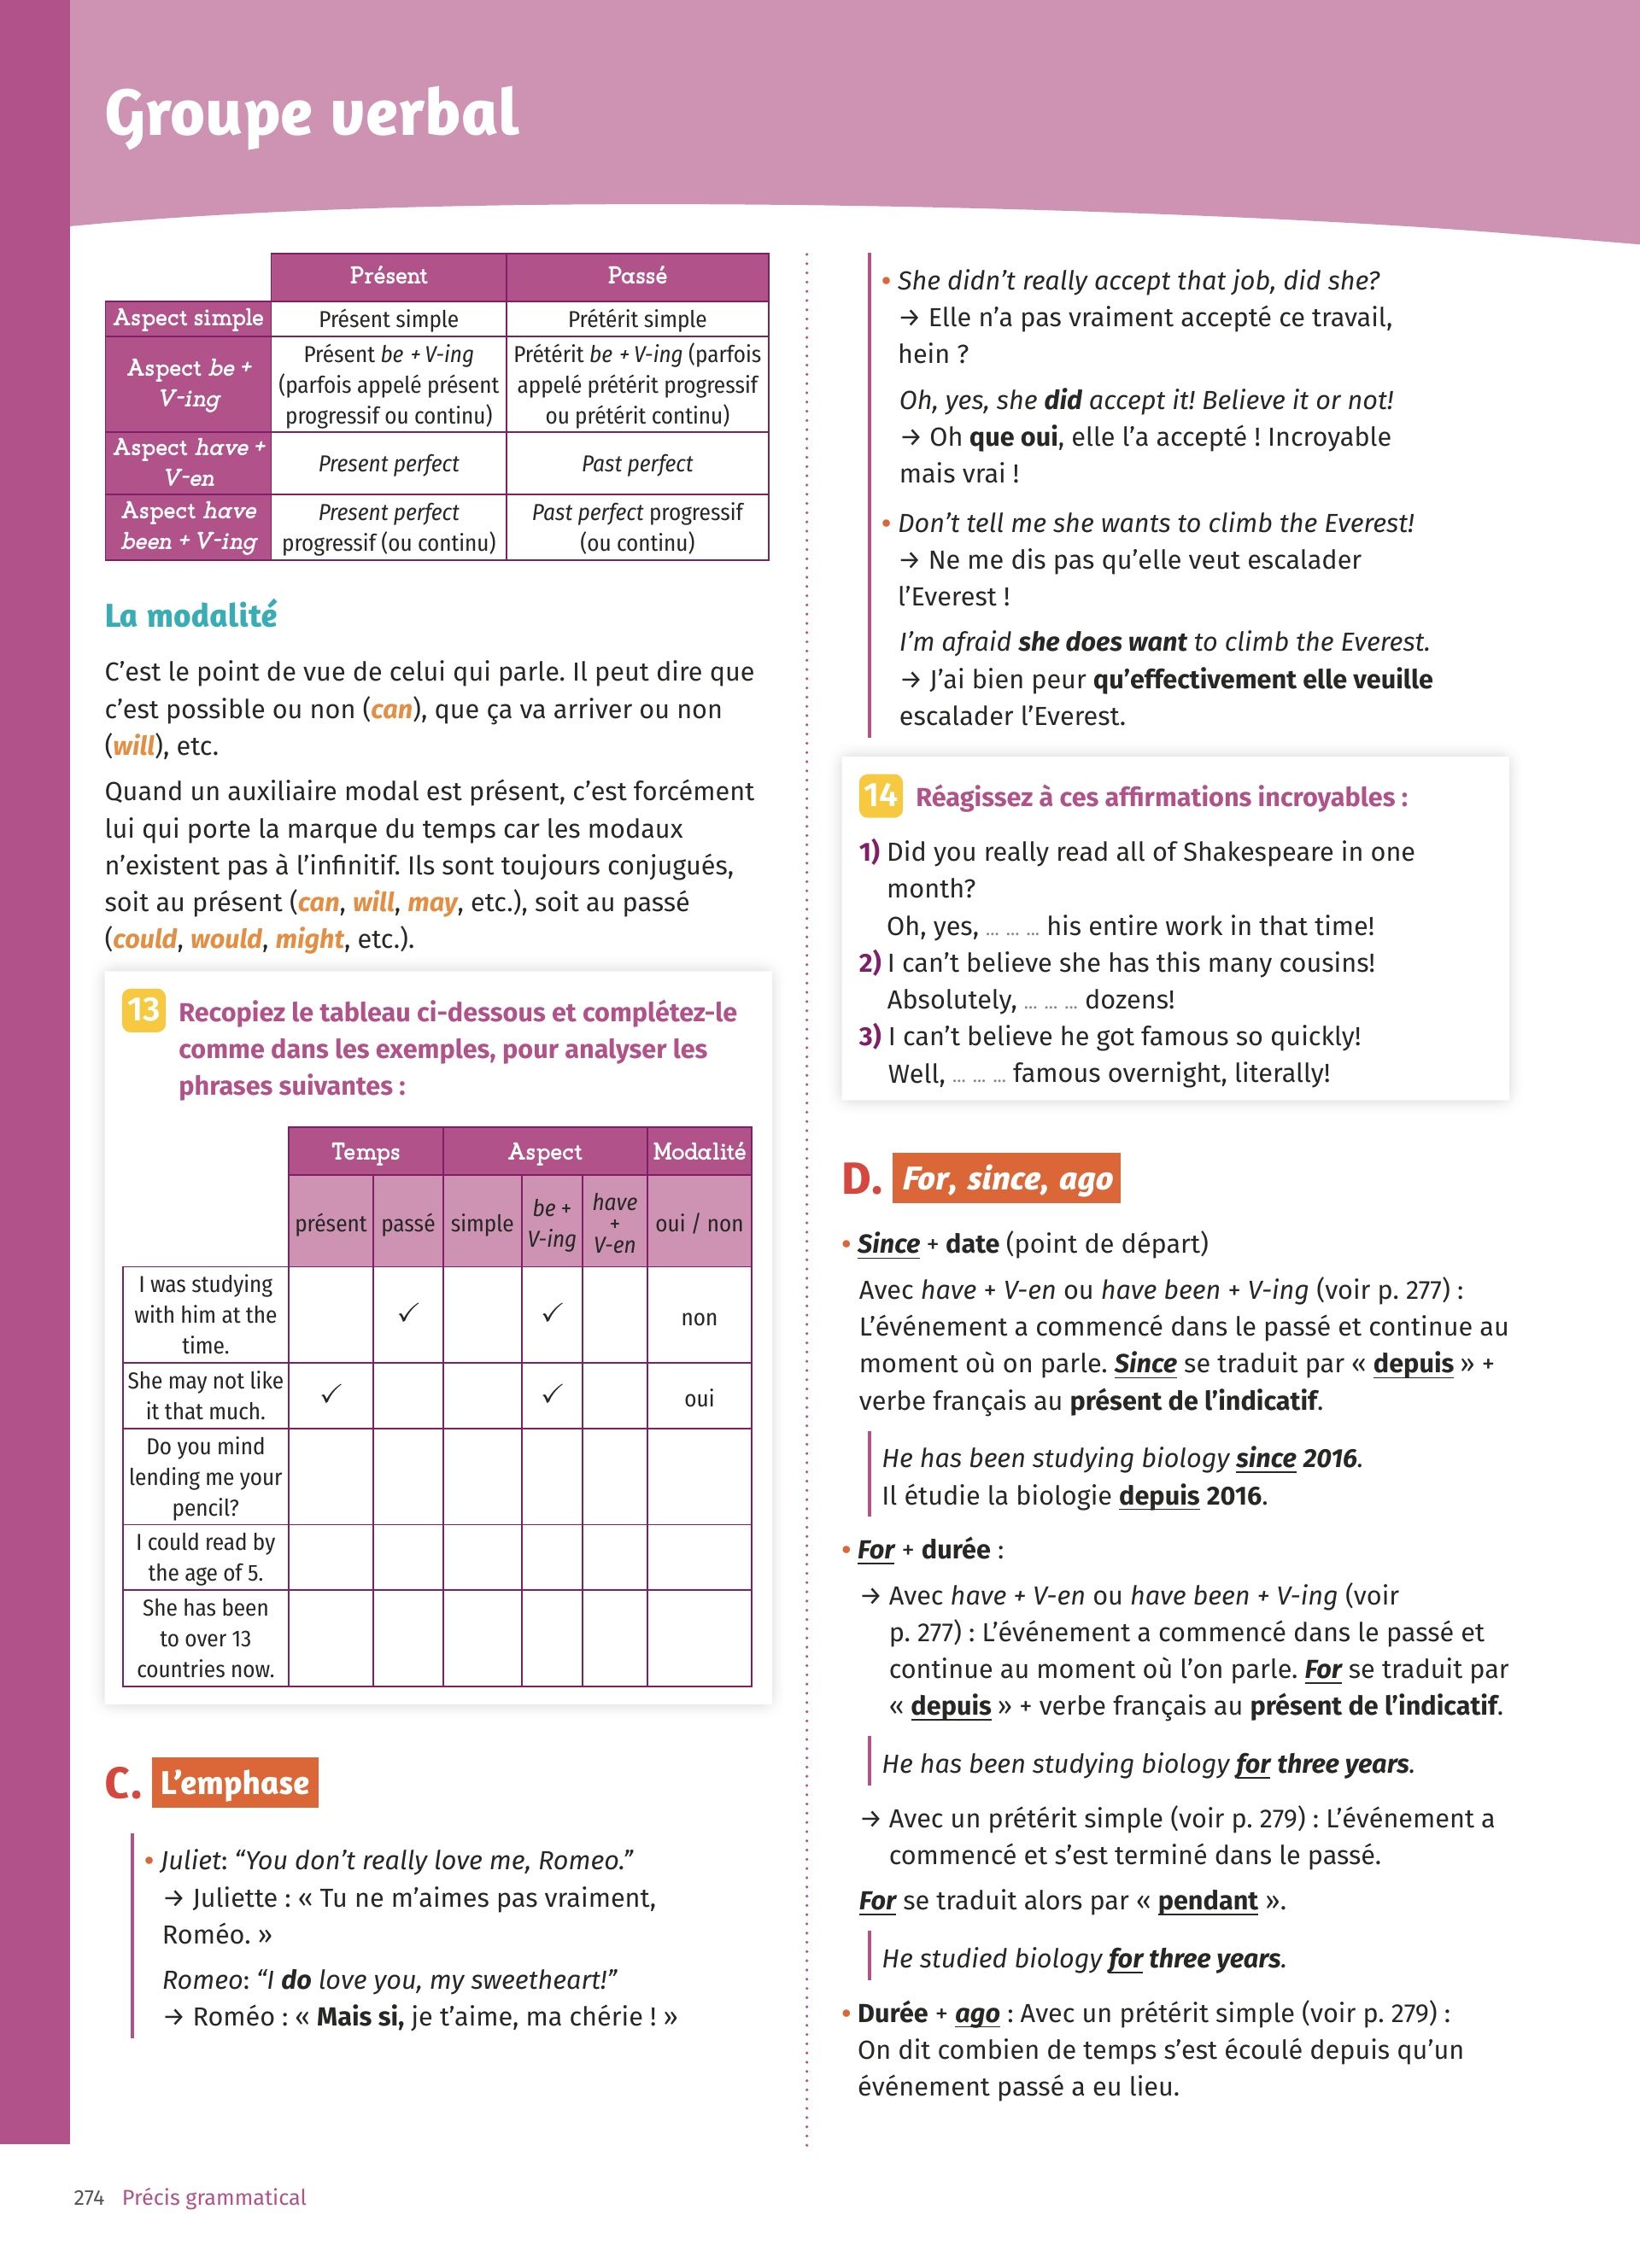 Groupe verbal
Présent Passé
Aspect simple Présent simple Prétérit simple
Aspect be + V-ing Présent be + V-ing (parfois appelé présent progressif ou continu) Prétérit be + V-ing (parfois appelé prétérit progressif ou prétérit continu)
Aspect have + V-en Present perfect Past perfect
Aspect have been + V-ing Present perfect progressif (ou continu) Past perfect progressif (ou continu)
La modalité
C’est le point de vue de celui qui parle. Il peut dire que
c’est possible ou non (can), que ça va arriver ou non
(will), etc.
Quand un auxiliaire modal est présent, c’est forcément
lui qui porte la marque du temps car les modaux
n’existent pas à l’infinitif. Ils sont toujours conjugués,
soit au présent (can, will, may, etc.), soit au passé
(could, would, might, etc.).
13 Recopiez le tableau ci-dessous et complétez-le
comme dans les exemples, pour analyser les
phrases suivantes :
Temps Aspect Modalité
présent passé simple be + V-ing have + V-en oui / non
I was studying with him at the time. ✓ ✓ non
She may not like it that much. ✓ ✓ oui
Do you mind lending me your pencil?
I could read by the age of 5.
She has been to over 13 countries now.
C. L’emphase
• Juliet: “You don’t really love me, Romeo.”
→ Juliette : « Tu ne m’aimes pas vraiment,
Roméo. »
Romeo: “I do love you, my sweetheart!”
→ Roméo : « Mais si, je t’aime, ma chérie ! »
• She didn’t really accept that job, did she?
→ Elle n’a pas vraiment accepté ce travail,
hein ?
Oh, yes, she did accept it! Believe it or not!
→ Oh que oui, elle l’a accepté ! Incroyable
mais vrai !
• Don’t tell me she wants to climb the Everest!
→ Ne me dis pas qu’elle veut escalader
l’Everest !
I’m afraid she does want to climb the Everest.
→ J’ai bien peur qu’effectivement elle veuille
escalader l’Everest.
14 Réagissez à ces affirmations incroyables :
1) Did you really read all of Shakespeare in one
month?
Oh, yes, ... ... ... his entire work in that time!
2) I can’t believe she has this many cousins!
Absolutely, ... ... ... dozens!
3) I can’t believe he got famous so quickly!
Well, ... ... ... famous overnight, literally!
D. For, since, ago
• Since + date (point de départ)
Avec have + V-en ou have been + V-ing (voir p. 277) :
L’événement a commencé dans le passé et continue au
moment où on parle. Since se traduit par « depuis » +
verbe français au présent de l’indicatif.
He has been studying biology since 2016.
Il étudie la biologie depuis 2016.
• For + durée :
→ Avec have + V-en ou have been + V-ing (voir
p. 277) : L’événement a commencé dans le passé et
continue au moment où l’on parle. For se traduit par
« depuis » + verbe français au présent de l’indicatif.
He has been studying biology for three years.
→ Avec un prétérit simple (voir p. 279) : L’événement a
commencé et s’est terminé dans le passé.
For se traduit alors par « pendant ».
He studied biology for three years.
• Durée + ago : Avec un prétérit simple (voir p. 279) :
On dit combien de temps s’est écoulé depuis qu’un
événement passé a eu lieu.
274 Précis grammatical